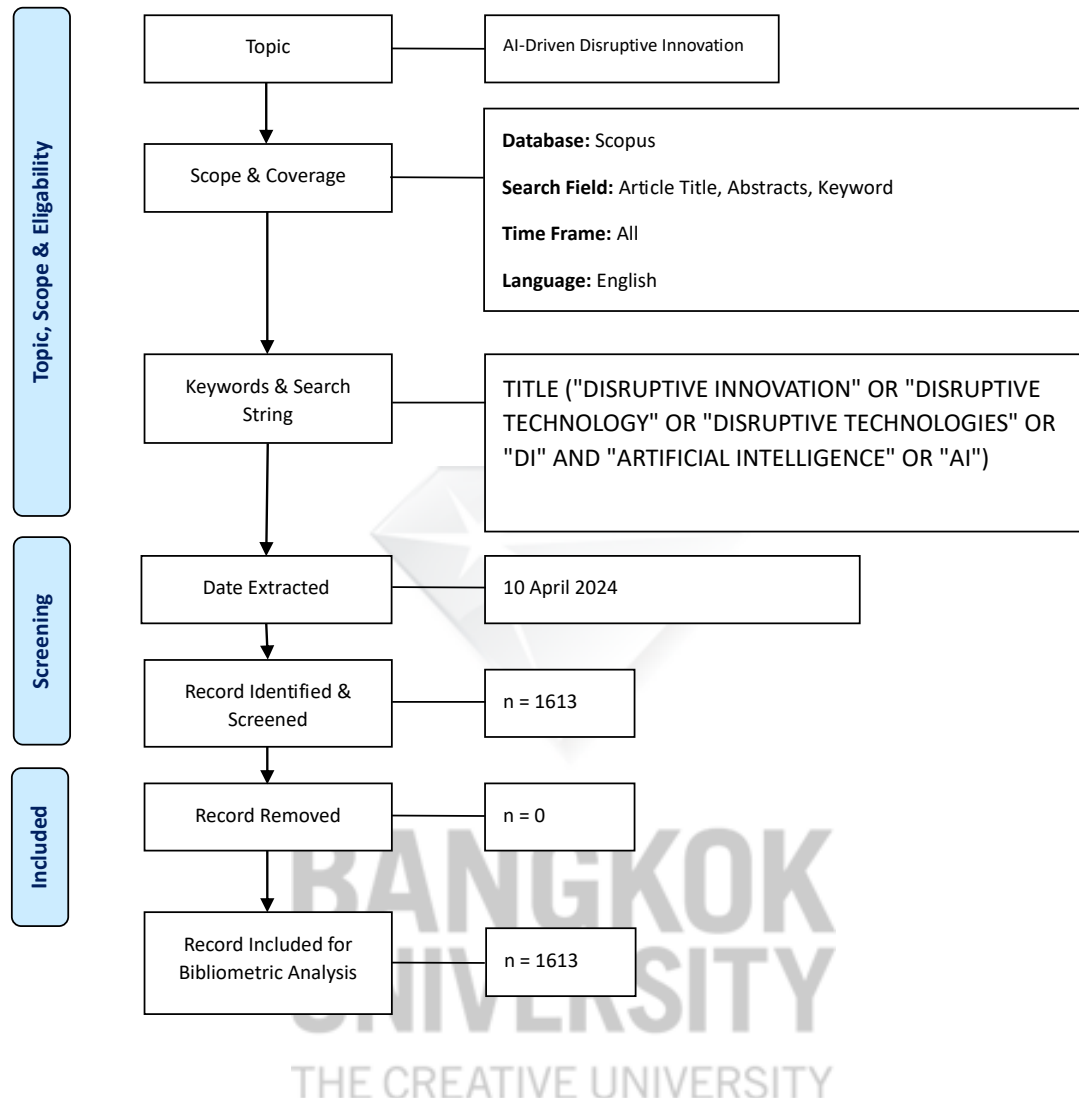 Topic, Scope & Eligability
Topic
AI-Driven Disruptive Innovation
Scope & Coverage
Database: Scopus
Search Field: Article Title, Abstracts, Keyword
Time Frame: All
Language: English
Keywords & Search
String
TITLE ("DISRUPTIVE INNOVATION" OR "DISRUPTIVE
TECHNOLOGY" OR "DISRUPTIVE TECHNOLOGIES" OR
"DI" AND "ARTIFICIAL INTELLIGENCE" OR "AI")
Screening
Date Extracted
10 April 2024
Record Identified &
Screened
n = 1613
Included
Record Removed
n = 0
Record Included for
Bibliometric Analysis
n = 1613
BANGKOK
UNIVERSITY
THE CREATIVE UNIVERSITY